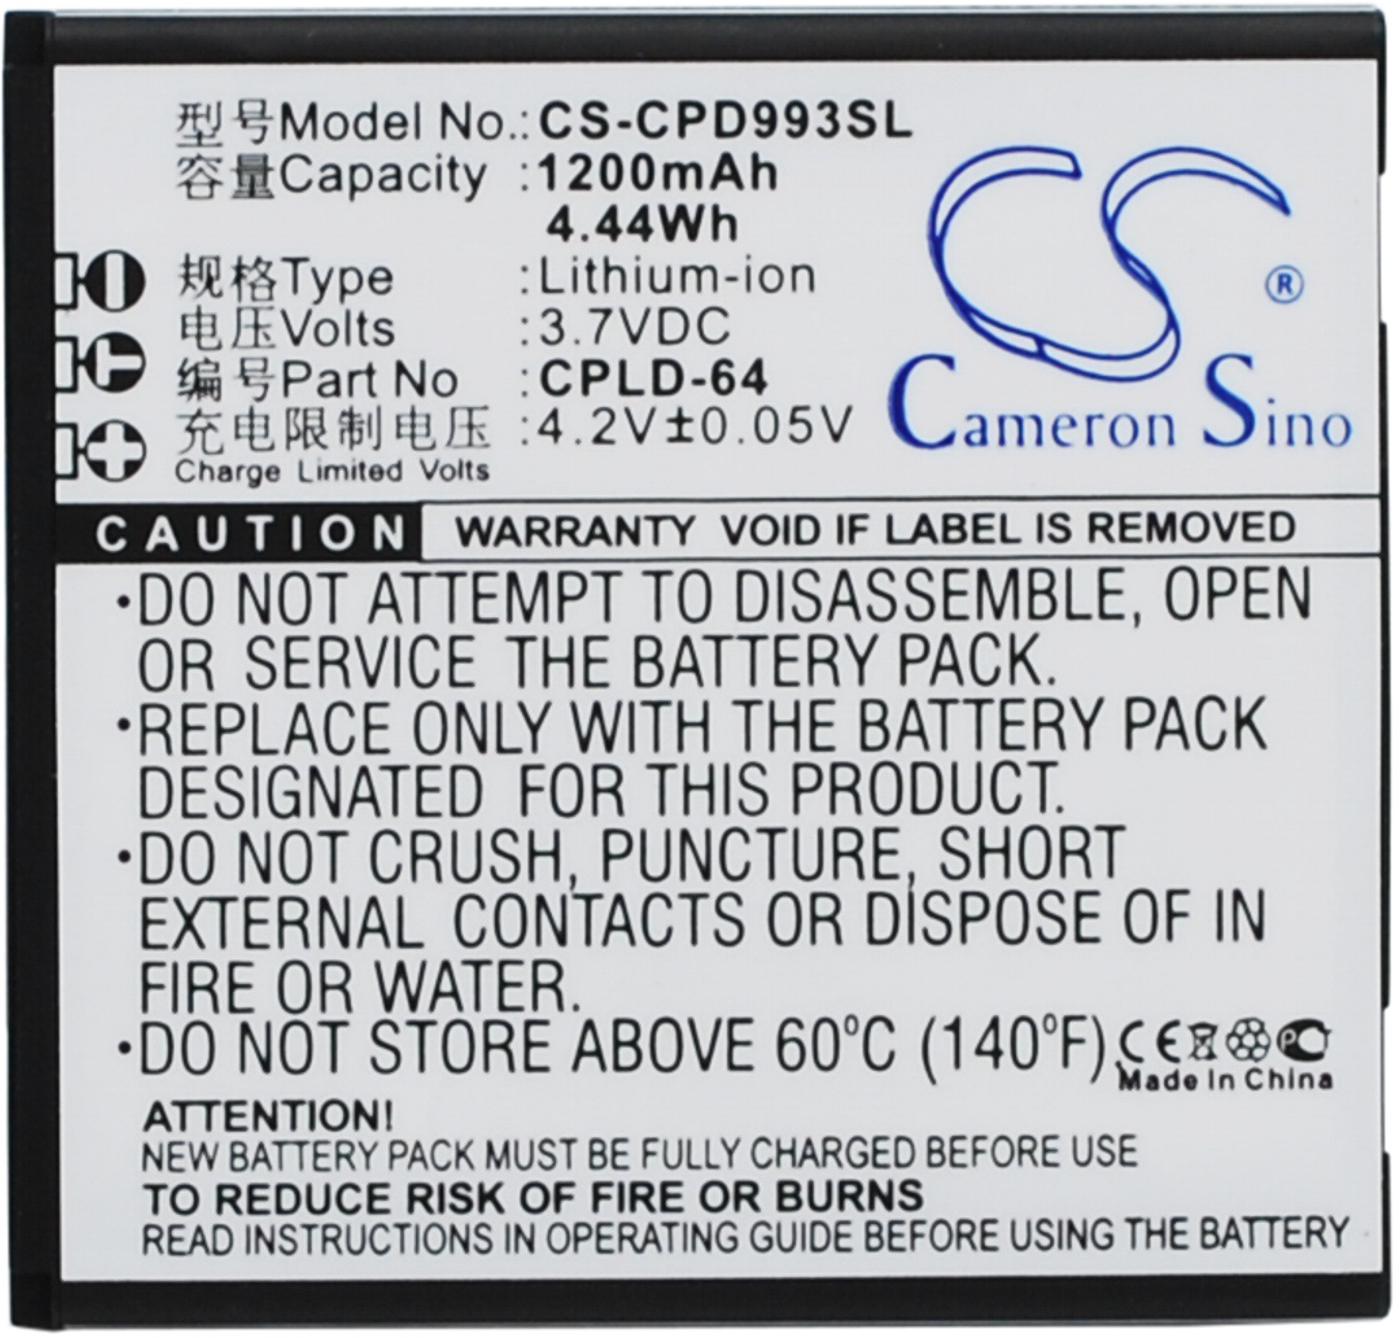 型号Model No.:CS-CPD993SL
容量Capacity :1200mAh
4.44Wh
规格Type :Lithium-ion
电压Volts :3.7VDC
编号Part No :CPLD-64
充电限制电压 :4.2V±0.05V
Charge Limited Volts
CS
®
Cameron Sino
CAUTION WARRANTY VOID IF LABEL IS REMOVED
•DO NOT ATTEMPT TO DISASSEMBLE, OPEN
OR SERVICE THE BATTERY PACK.
•REPLACE ONLY WITH THE BATTERY PACK
DESIGNATED FOR THIS PRODUCT.
•DO NOT CRUSH, PUNCTURE, SHORT
EXTERNAL CONTACTS OR DISPOSE OF IN
FIRE OR WATER.
•DO NOT STORE ABOVE 60°C (140°F).
CE PC
Made In China
ATTENTION!
NEW BATTERY PACK MUST BE FULLY CHARGED BEFORE USE
TO REDUCE RISK OF FIRE OR BURNS
READ INSTRUCTIONS IN OPERATING GUIDE BEFORE USING THE BATTERY